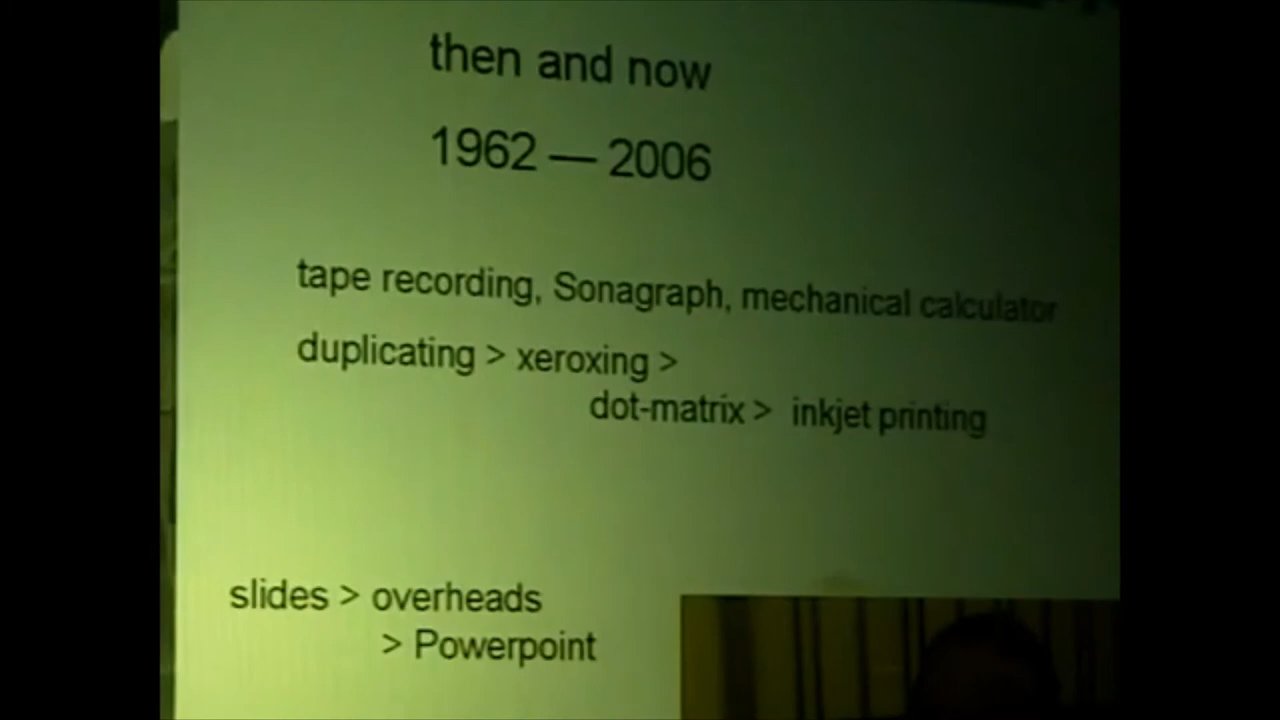 then and now
1962 — 2006
tape recording, Sonagraph, mechanical calculator
duplicating > xeroxing >
dot-matrix > inkjet printing
slides > overheads
> Powerpoint